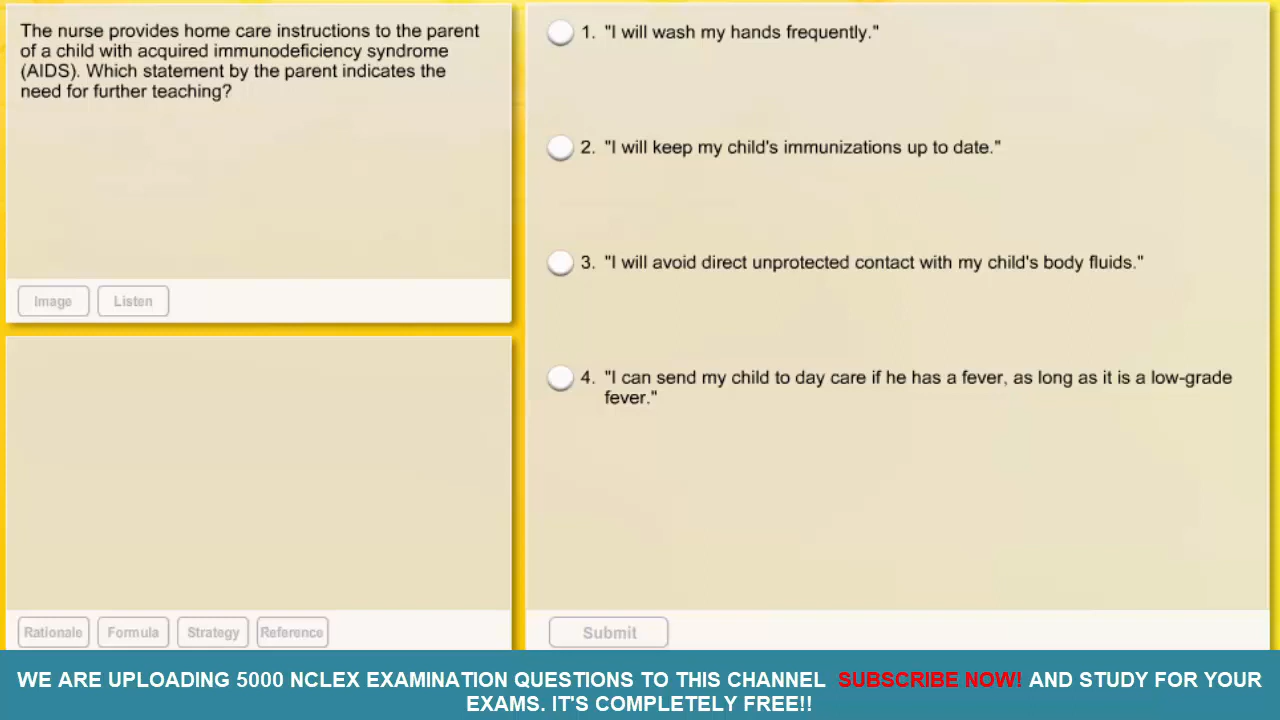 The nurse provides home care instructions to the parent
of a child with acquired immunodeficiency syndrome
(AIDS). Which statement by the parent indicates the
need for further teaching?
Image Listen
1. "I will wash my hands frequently."
2. "I will keep my child's immunizations up to date."
3. "I will avoid direct unprotected contact with my child's body fluids."
4. "I can send my child to day care if he has a fever, as long as it is a low-grade
fever."
Rationale Formula Strategy Reference
Submit
WE ARE UPLOADING 5000 NCLEX EXAMINATION QUESTIONS TO THIS CHANNEL SUBSCRIBE NOW! AND STUDY FOR YOUR
EXAMS. IT'S COMPLETELY FREE!!